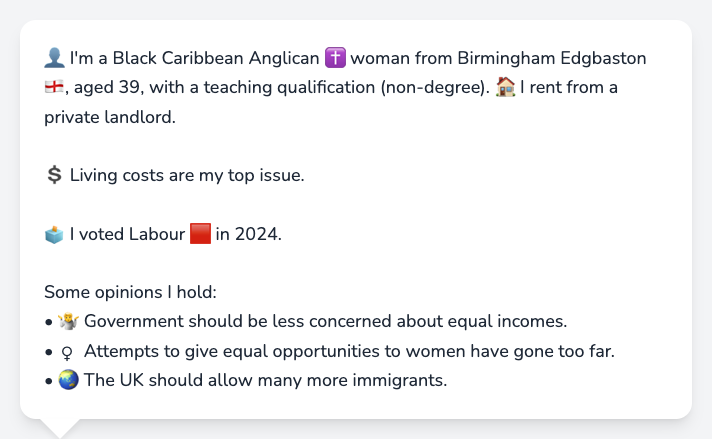 👤 I'm a Black Caribbean Anglican ✝️ woman from Birmingham Edgbaston
🏴󠁧󠁢󠁥󠁮󠁧󠁿, aged 39, with a teaching qualification (non-degree). 🏠 I rent from a
private landlord.
💲 Living costs are my top issue.
🗳️ I voted Labour 🟥 in 2024.
Some opinions I hold:
• 🤷 Government should be less concerned about equal incomes.
• ♀ Attempts to give equal opportunities to women have gone too far.
• 🌏 The UK should allow many more immigrants.